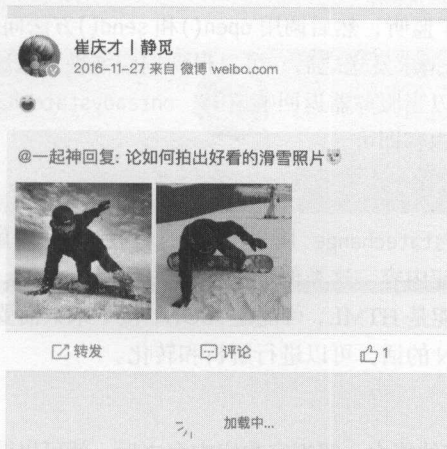 崔庆才丨静觅
2016-11-27 来自 微博 weibo.com
@一起神回复: 论如何拍出好看的滑雪照片
转发
评论
1
加载中...